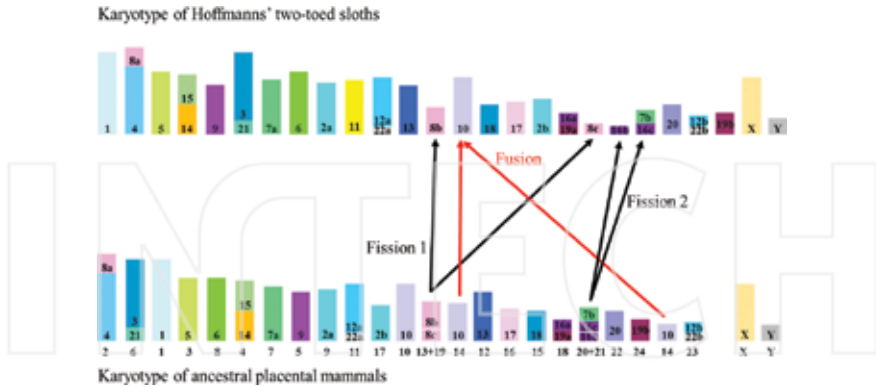 Karyotype of Hoffmanns' two-toed sloths
8a
1 4 5 15 14 9 3 21 7a 6 2a 11 12a 22a 13 8b 10 18 17 2b 16a 19a 8c 16b 7b 16c 20 12b 22b 19b X Y
Fusion
Fission 2
Fission 1
8a
4 3 21 1 5 6 15 14 7a 9 2a 12a 22a 2b 10 8b 8c 10 13 17 18 16a 19a 7b 20 19b 10 12b 22b X Y
2 6 1 3 8 4 7 5 9 11 17 10 13+19 14 12 16 15 18 20+21 22 24 14 23 X Y
Karyotype of ancestral placental mammals
INTECH